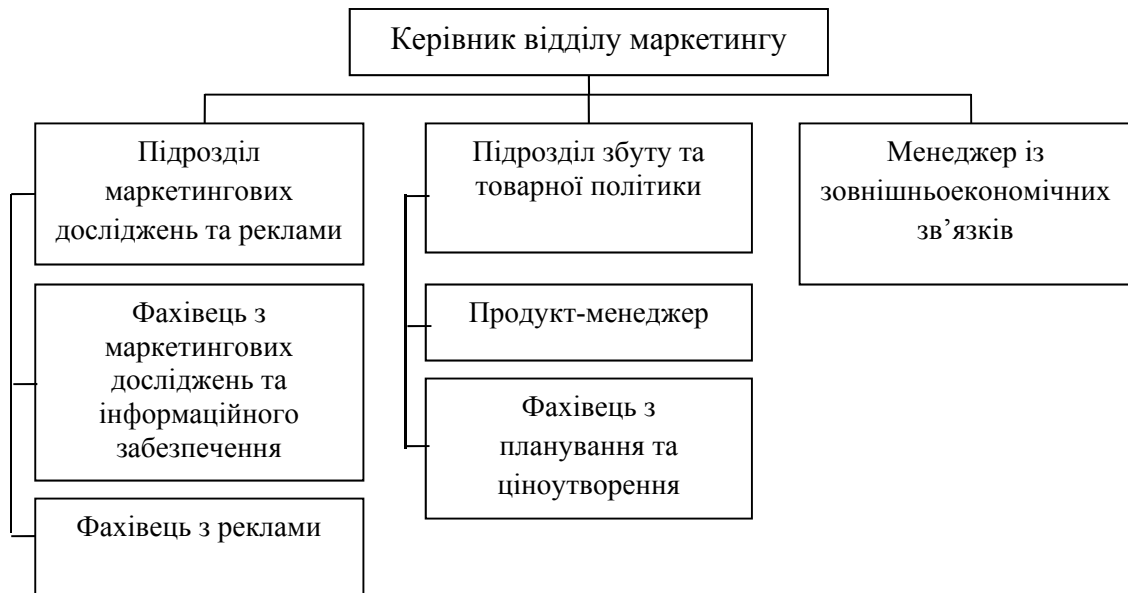 Керівник відділу маркетингу
Підрозділ
маркетингових
досліджень та реклами
Підрозділ збуту та
товарної політики
Менеджер із
зовнішньоекономічних
зв’язків
Фахівець з
маркетингових
досліджень та
інформаційного
забезпечення
Продукт-менеджер
Фахівець з
планування та
ціноутворення
Фахівець з реклами